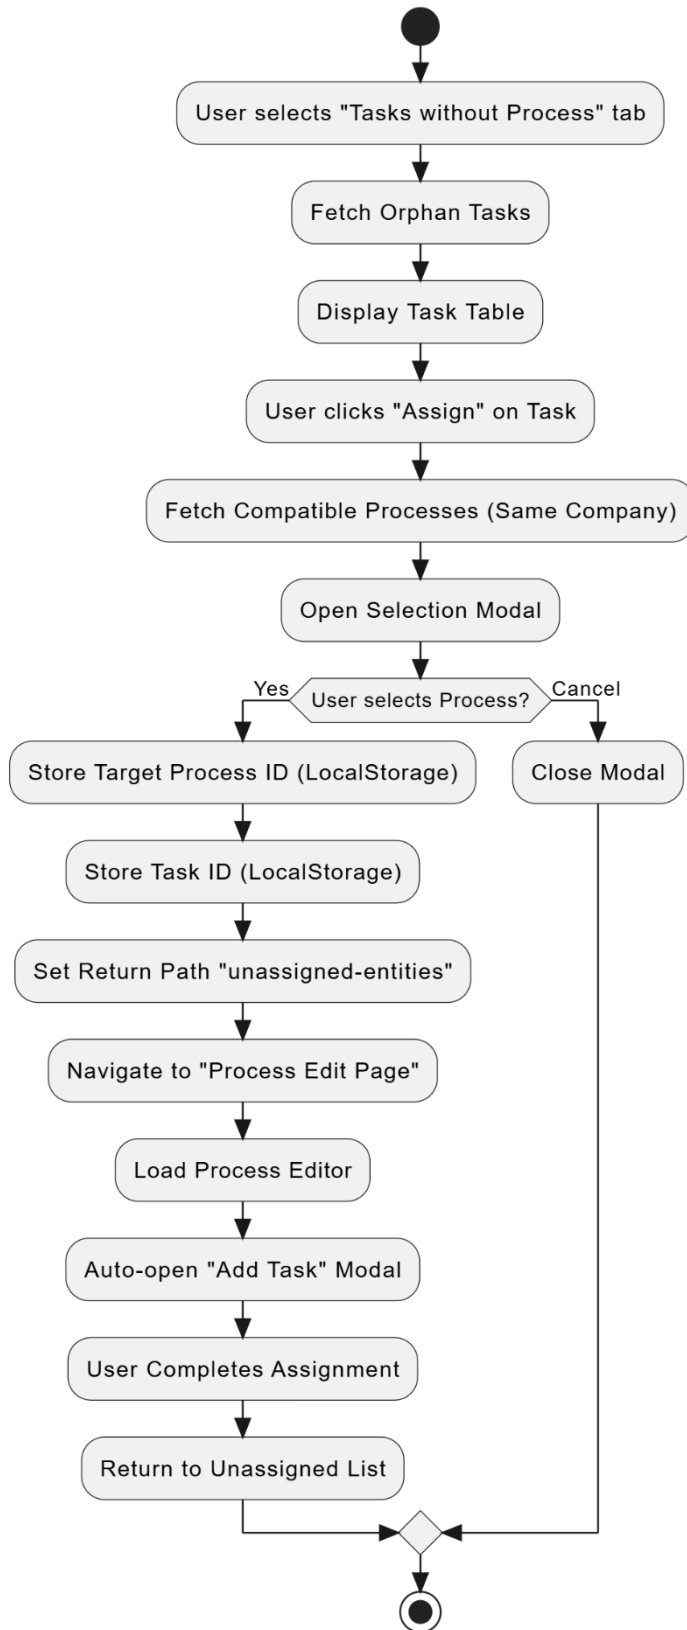 User selects "Tasks without Process" tab
Fetch Orphan Tasks
Display Task Table
User clicks "Assign" on Task
Fetch Compatible Processes (Same Company)
Open Selection Modal
Yes
User selects Process?
Cancel
Store Target Process ID (LocalStorage)
Close Modal
Store Task ID (LocalStorage)
Set Return Path "unassigned-entities"
Navigate to "Process Edit Page"
Load Process Editor
Auto-open "Add Task" Modal
User Completes Assignment
Return to Unassigned List